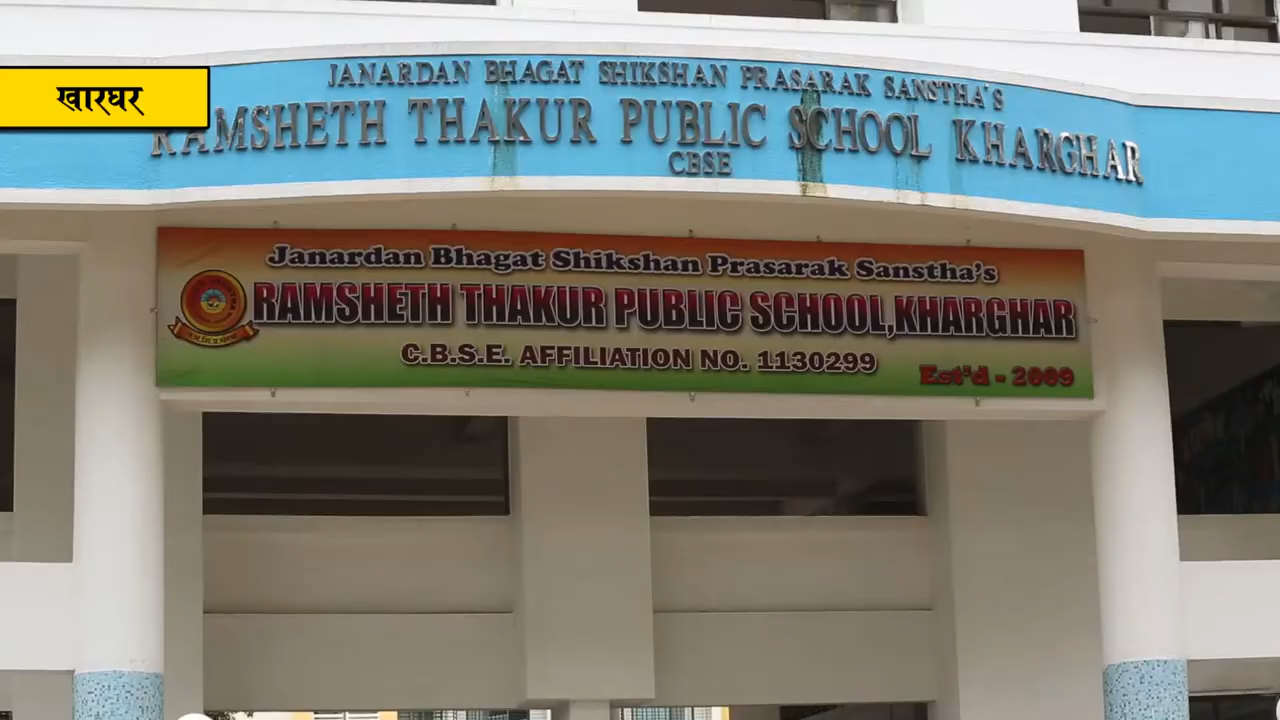 खारघर
JANARDAN BHAGAT SHIKSHAN PRASARAK SANSTHA'S
RAMSHETH THAKUR PUBLIC SCHOOL KHARGHAR
CBSE
Janardan Bhagat Shikshan Prasarak Sanstha's
RAMSHETH THAKUR PUBLIC SCHOOL,KHARGHAR
C.B.S.E. AFFILIATION NO. 1130299
Est'd - 2009